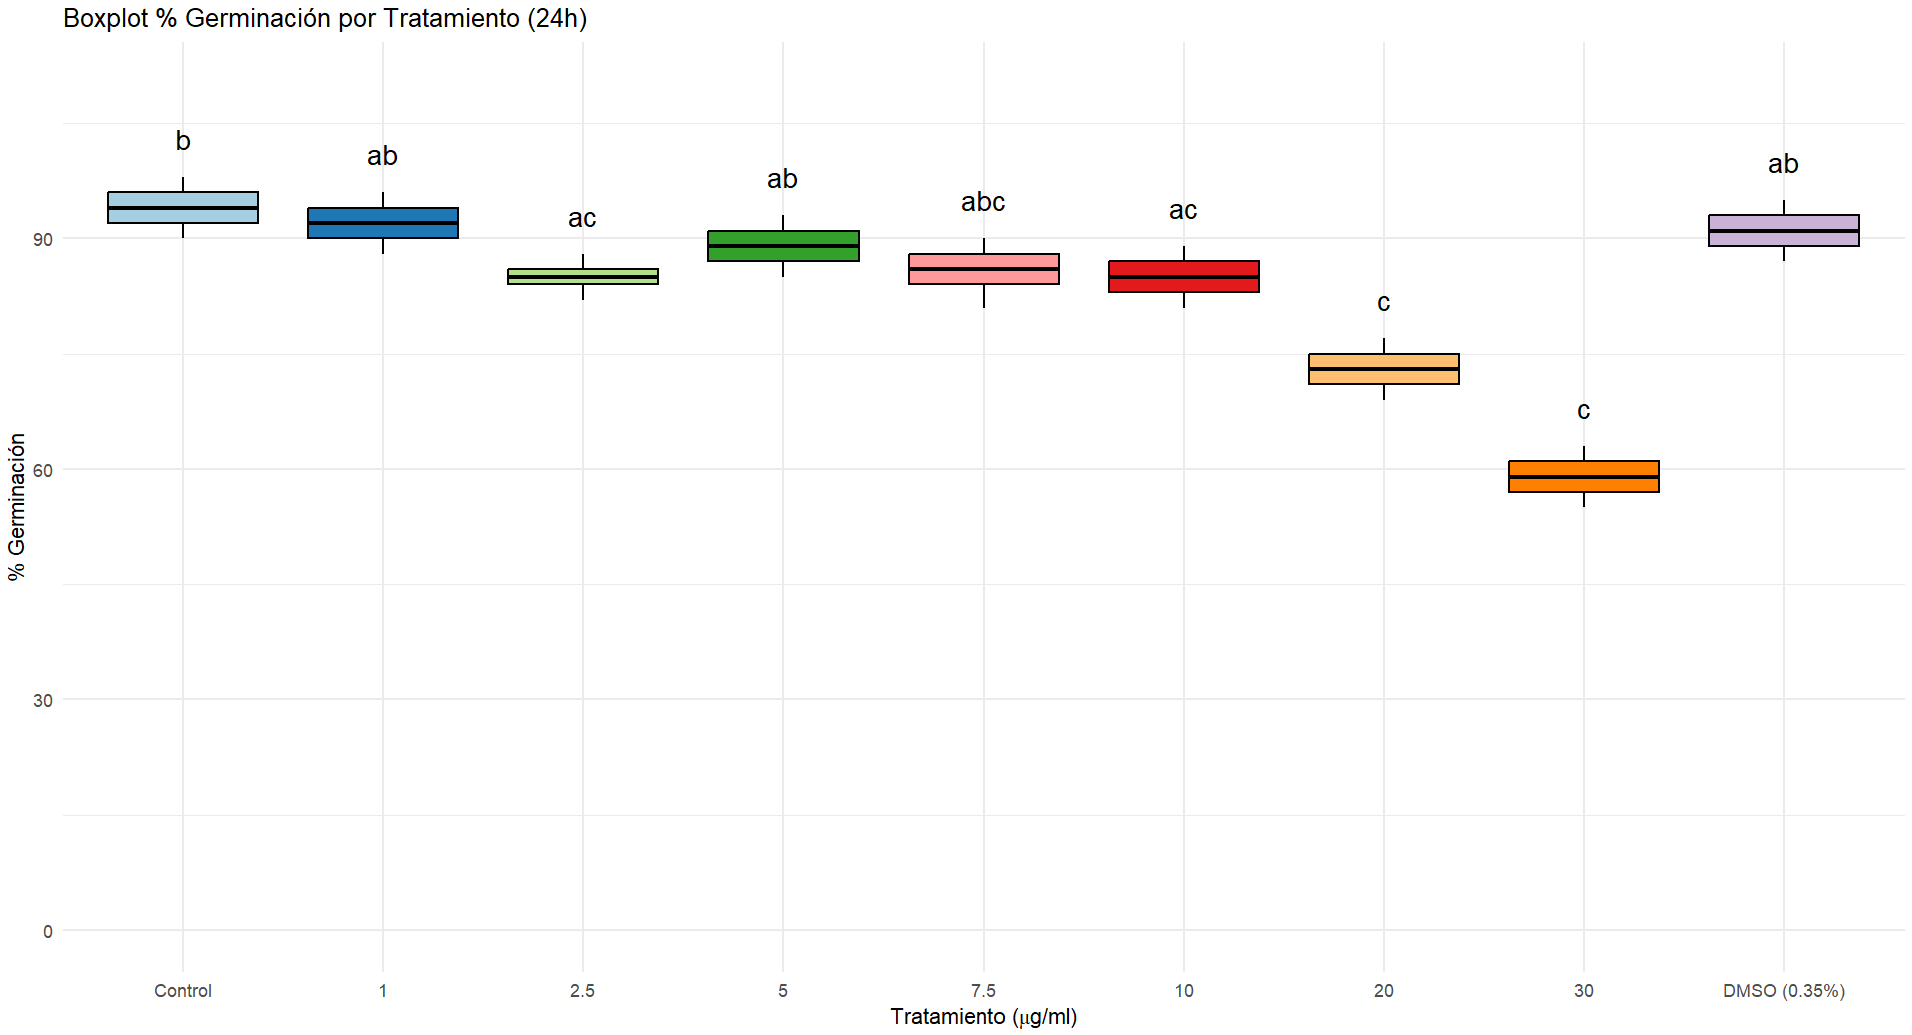 Boxplot % Germinación por Tratamiento (24h)
b
ab
ac
ab
abc
ac
c
c
ab
% Germinación
90
60
30
0
Control
1
2.5
5
7.5
10
20
30
DMSO (0.35%)
Tratamiento (μg/ml)